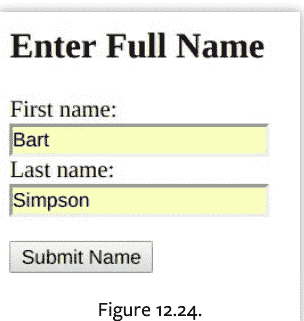 Enter Full Name
First name:
Bart
Last name:
Simpson
Submit Name
Figure 12.24.